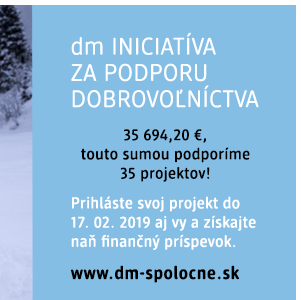 dm INICIATÍVA
ZA PODPORU
DOBROVOĽNÍCTVA
35 694,20 €,
touto sumou podporíme
35 projektov!
Prihláste svoj projekt do
17. 02. 2019 aj vy a získajte
naň finančný príspevok.
www.dm-spolocne.sk